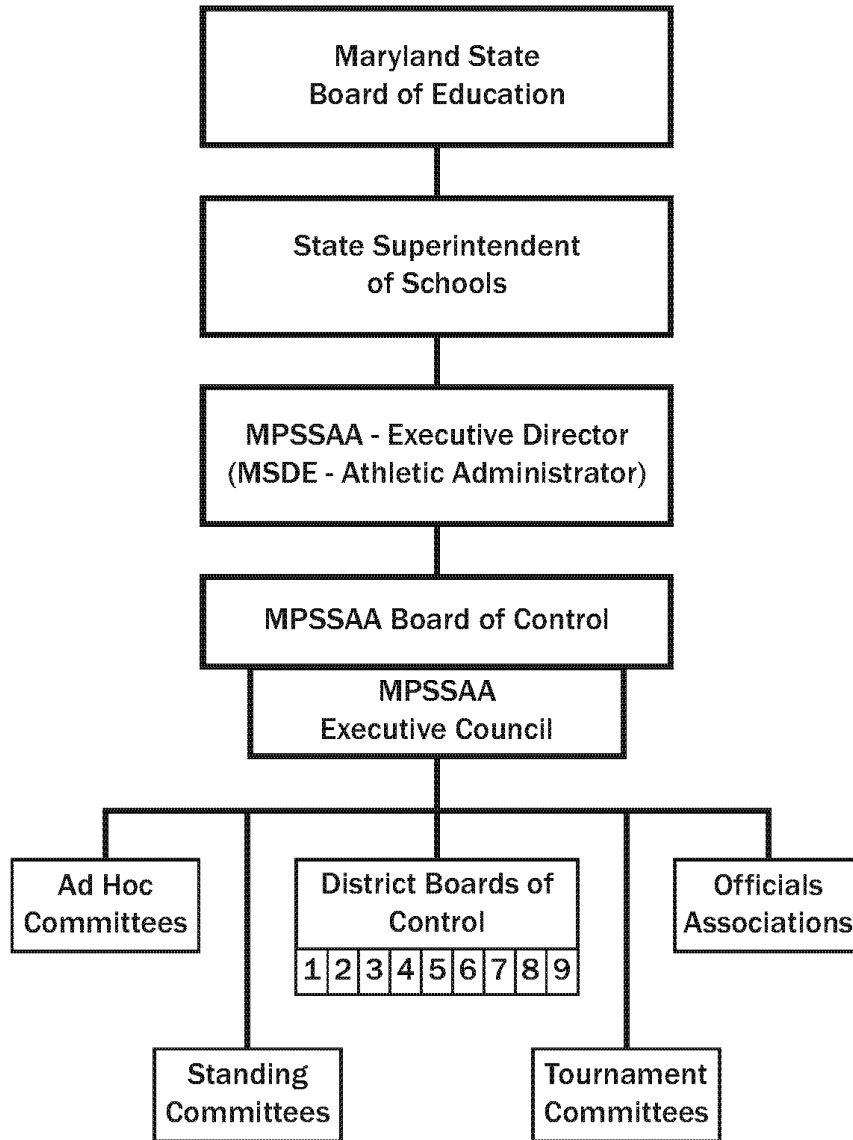 Maryland State
Board of Education
State Superintendent
of Schools
MPSSAA - Executive Director
(MSDE - Athletic Administrator)
MPSSAA Board of Control
MPSSAA
Executive Council
Ad Hoc
Committees
District Boards of
Control
1 2 3 4 5 6 7 8 9
Officials
Associations
Standing
Committees
Tournament
Committees